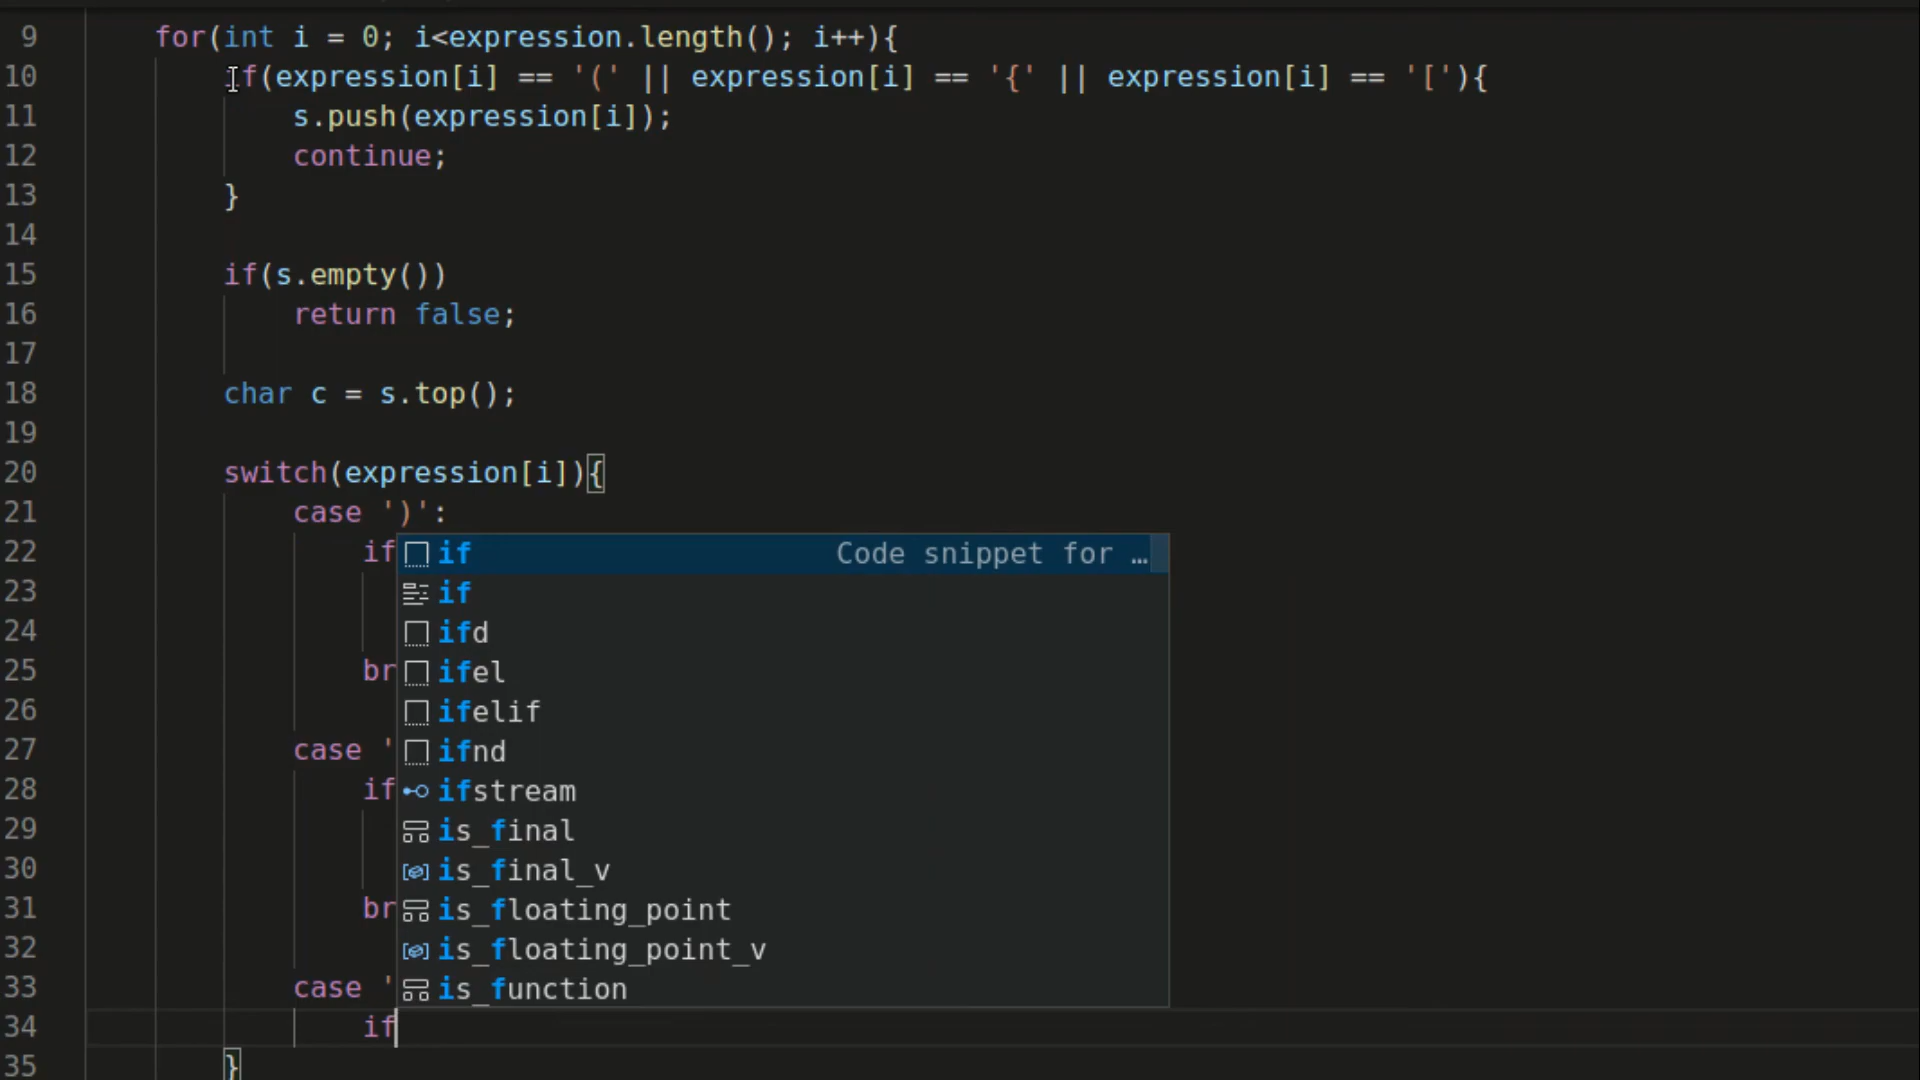 9 for(int i = 0; i<expression.length(); i++){
10 if(expression[i] == '(' || expression[i] == '{' || expression[i] == '['){
11 s.push(expression[i]);
12 continue;
13 }
14
15 if(s.empty())
16 return false;
17
18 char c = s.top();
19
20 switch(expression[i]){
21 case ')':
22 if if Code snippet for …
23 if
24 ifd
25 br ifel
26 ifelif
27 case ' ifnd
28 if ifstream
29 is_final
30 is_final_v
31 br is_floating_point
32 is_floating_point_v
33 case ' is_function
34 if
35 }